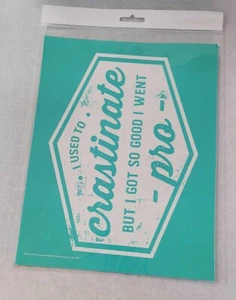 · I USED TO ·
crastinate
BUT I GOT SO GOOD I WENT
- pro -